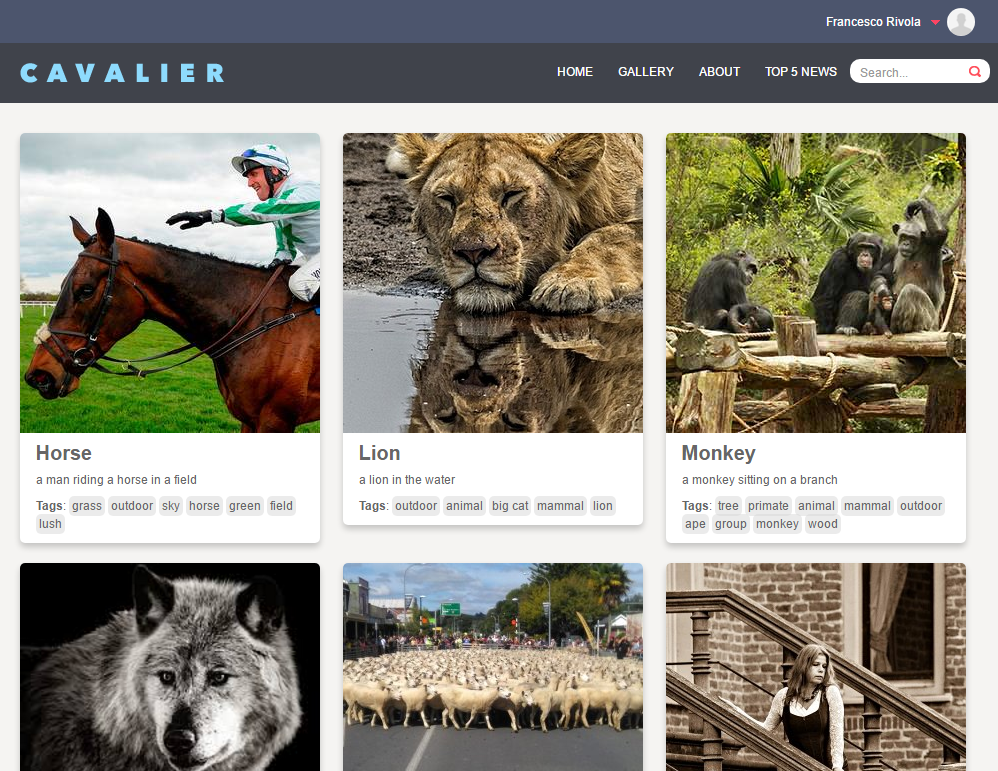 Francesco Rivola
CAVALIER
HOME GALLERY ABOUT TOP 5 NEWS Search...
Horse
a man riding a horse in a field
Tags: grass outdoor sky horse green field
lush
Lion
a lion in the water
Tags: outdoor animal big cat mammal lion
Monkey
a monkey sitting on a branch
Tags: tree primate animal mammal outdoor
ape group monkey wood